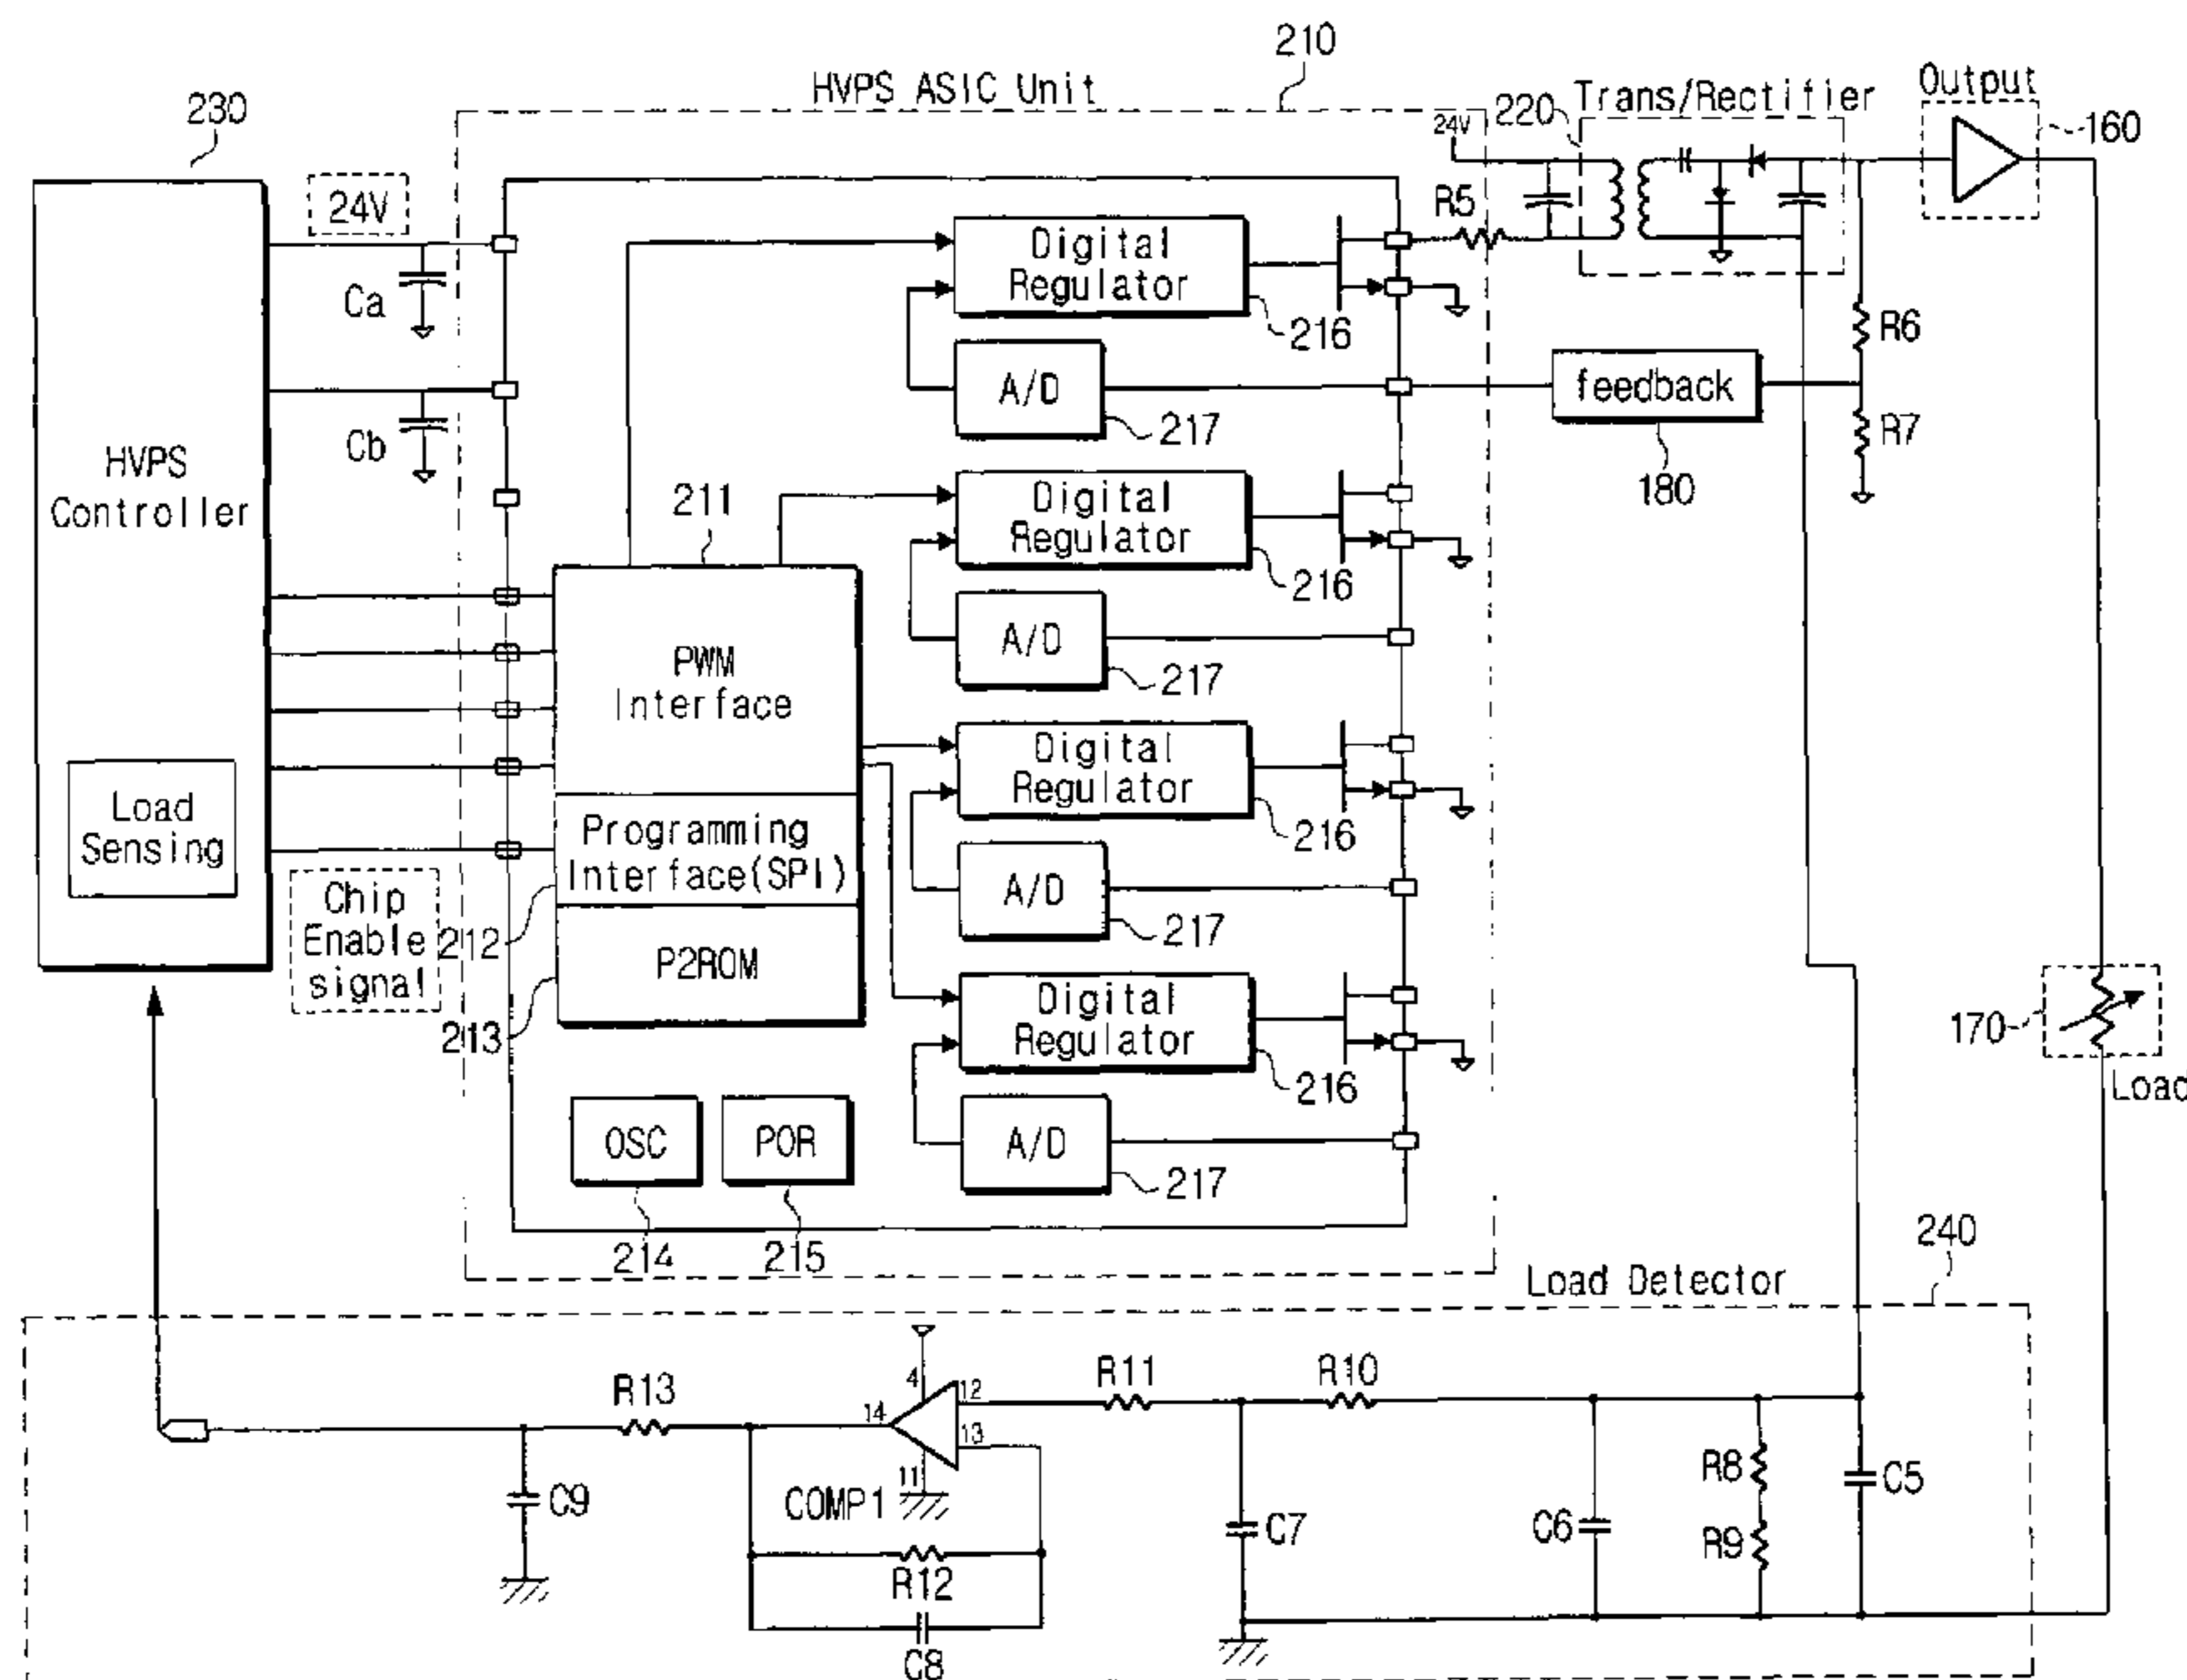 210
HVPS ASIC Unit
230
220
Trans/Rectifier
Output
160
24V
24V
R5
Ca
Cb
HVPS
Controller
Digital
Regulator
216
A/D
217
feedback
180
R6
R7
211
Digital
Regulator
216
A/D
217
PWM
Interface
Digital
Regulator
216
A/D
217
Load
Sensing
Programming
Interface(SPI)
Chip
Enable
signal
212
P2ROM
213
Digital
Regulator
216
A/D
217
170
Load
OSC
POR
214
215
240
Load Detector
R13
4
12
14
13
11
COMP1
R11
R10
R8
R9
C5
C6
C7
C9
R12
C8